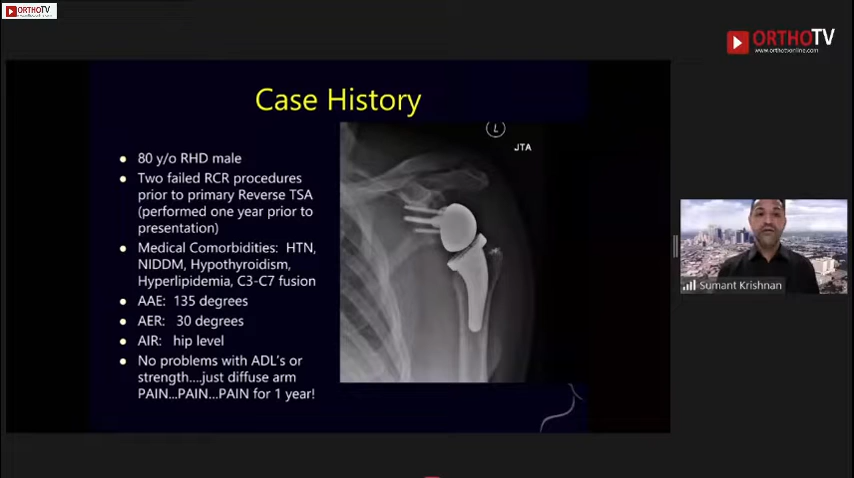 ORTHOTV
ORTHOTV
www.orthotvonline.com
Case History
L
JTA
80 y/o RHD male
Two failed RCR procedures
prior to primary Reverse TSA
(performed one year prior to
presentation)
Medical Comorbidities: HTN,
NIDDM, Hypothyroidism,
Hyperlipidemia, C3-C7 fusion
AAE: 135 degrees
AER: 30 degrees
AIR: hip level
No problems with ADL's or
strength....just diffuse arm
PAIN...PAIN...PAIN for 1 year!
Sumant Krishnan